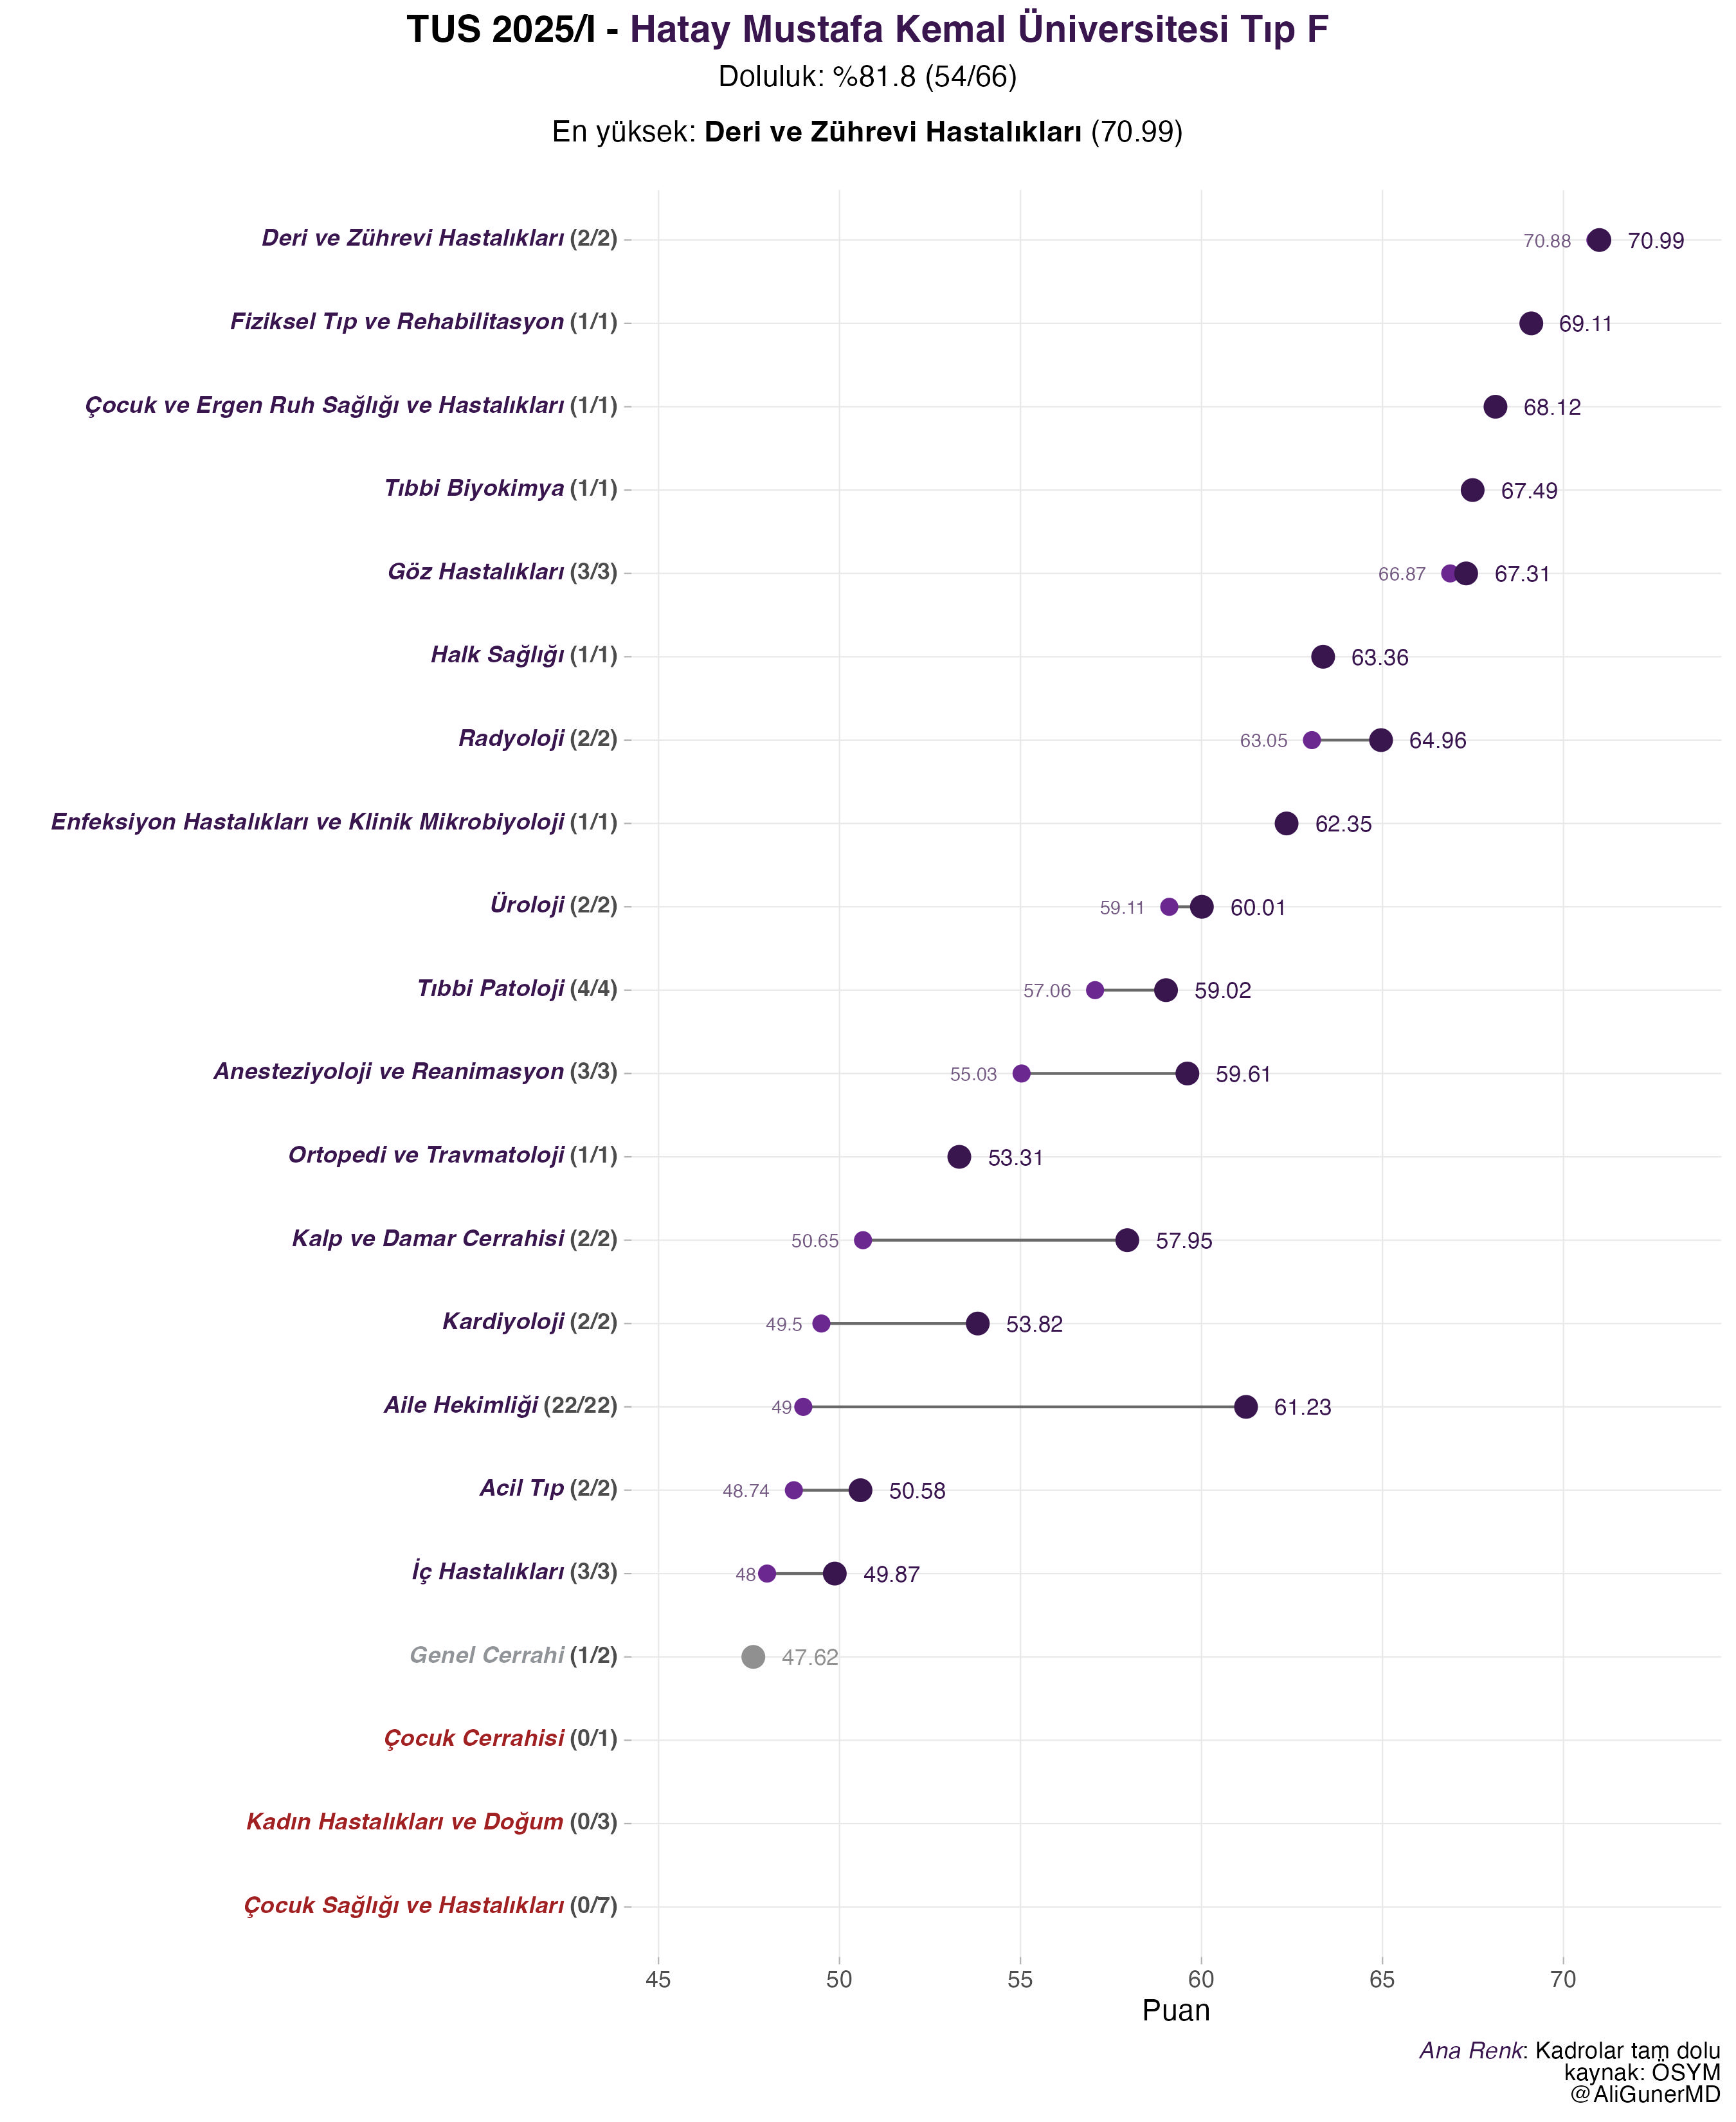 TUS 2025/I - Hatay Mustafa Kemal Üniversitesi Tıp F
Doluluk: %81.8 (54/66)
En yüksek: Deri ve Zührevi Hastalıkları (70.99)
Deri ve Zührevi Hastalıkları (2/2) 70.88 70.99
Fiziksel Tıp ve Rehabilitasyon (1/1) 69.11
Çocuk ve Ergen Ruh Sağlığı ve Hastalıkları (1/1) 68.12
Tıbbi Biyokimya (1/1) 67.49
Göz Hastalıkları (3/3) 66.87 67.31
Halk Sağlığı (1/1) 63.36
Radyoloji (2/2) 63.05 64.96
Enfeksiyon Hastalıkları ve Klinik Mikrobiyoloji (1/1) 62.35
Üroloji (2/2) 59.11 60.01
Tıbbi Patoloji (4/4) 57.06 59.02
Anesteziyoloji ve Reanimasyon (3/3) 55.03 59.61
Ortopedi ve Travmatoloji (1/1) 53.31
Kalp ve Damar Cerrahisi (2/2) 50.65 57.95
Kardiyoloji (2/2) 49.5 53.82
Aile Hekimliği (22/22) 49 61.23
Acil Tıp (2/2) 48.74 50.58
İç Hastalıkları (3/3) 48 49.87
Genel Cerrahi (1/2) 47.62
Çocuk Cerrahisi (0/1)
Kadın Hastalıkları ve Doğum (0/3)
Çocuk Sağlığı ve Hastalıkları (0/7)
45 50 55 60 65 70
Puan
Ana Renk: Kadrolar tam dolu
kaynak: ÖSYM
@AliGunerMD